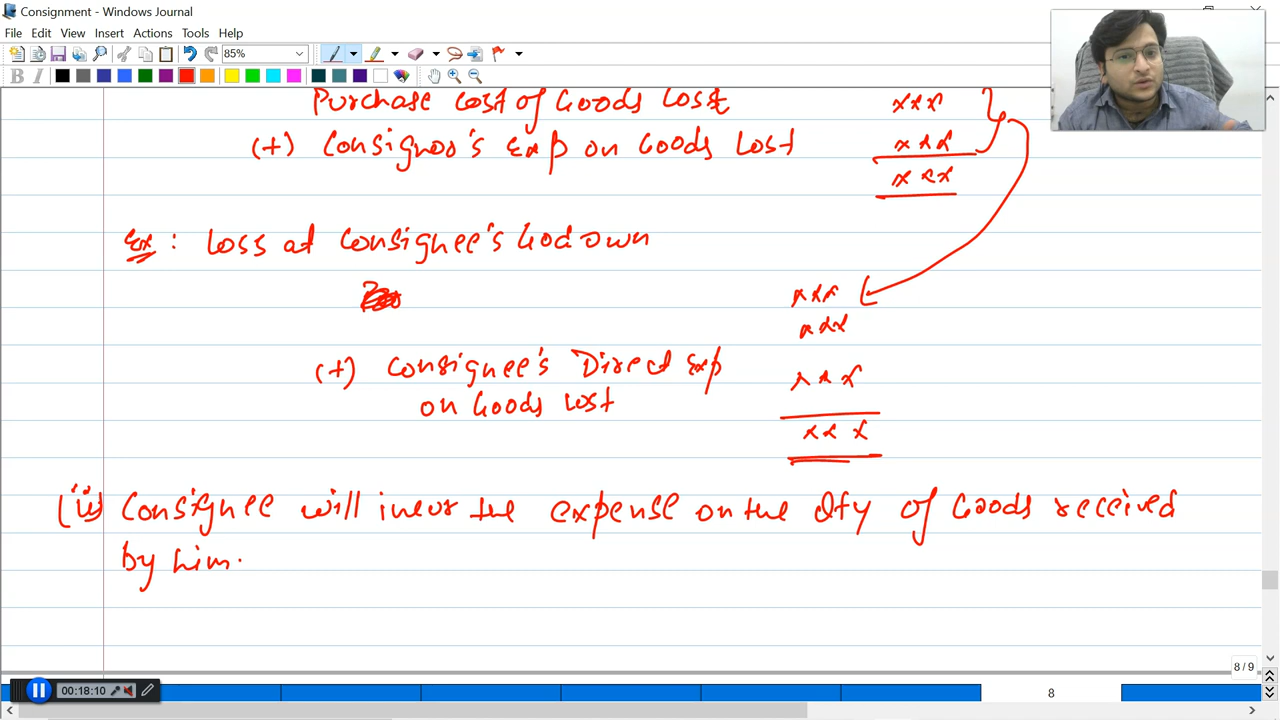 Consignment - Windows Journal
File Edit View Insert Actions Tools Help
85%
B I
Purchase Cost of Goods Lost xxx
(+) Consignor's Exp on Goods Lost xxx
xxx
Ex : Loss at Consignee's Godown
xxx
xxx
(+) Consignee's Direct Exp xxx
on Goods Lost
xxx
(ii) Consignee will incur the expense on the Qty of Goods received
by him.
8 / 9
00:18:10
8